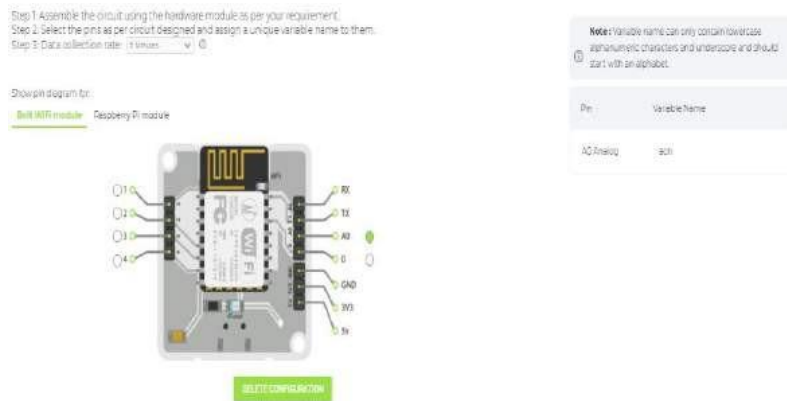 Step 1: Assemble the circuit using the hardware module as per your requirement.
Step 2: Select the pins as per circuit designed and assign a unique variable name to them.
Step 3: Data collection rate:
Show pin diagram for:
Bolt WiFi module Raspberry Pi module
1
2
3
4
RX
TX
A0
0
GND
3V3
5v
WiFi
FC
DELETE CONFIGURATION
Note: Variable name can only contain lowercase
alphanumeric characters and underscore and should
start with an alphabet.
Pin Variable Name
A0 Analog